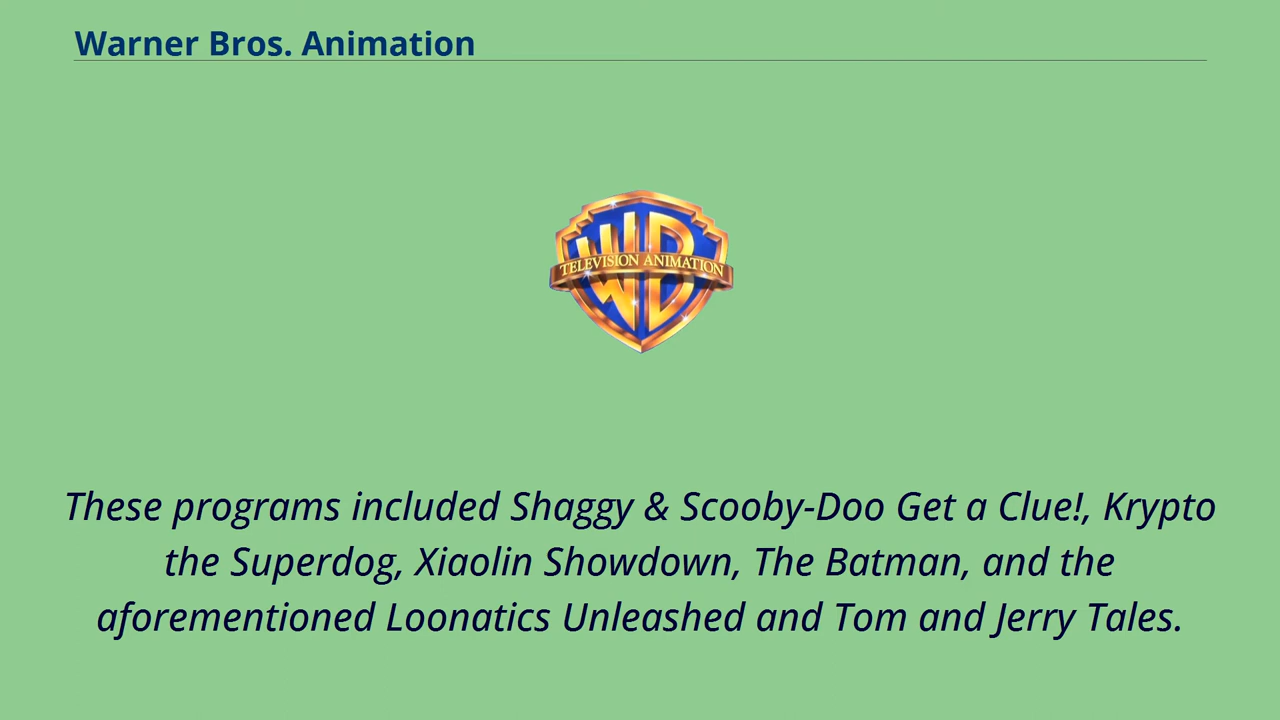 Warner Bros. Animation
WB
TELEVISION ANIMATION
These programs included Shaggy & Scooby-Doo Get a Clue!, Krypto
the Superdog, Xiaolin Showdown, The Batman, and the
aforementioned Loonatics Unleashed and Tom and Jerry Tales.